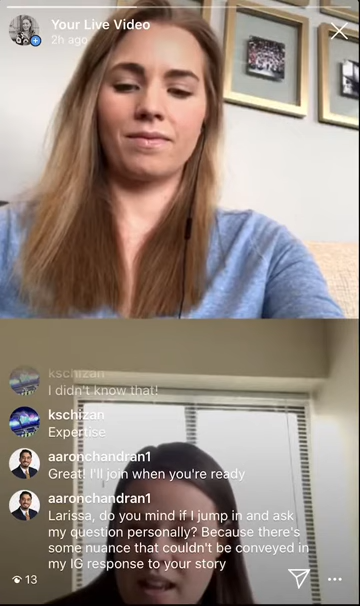 Your Live Video
2h ago
kschizan
I didn't know that!
kschizan
Expertise
aaronchandran1
Great! I'll join when you're ready
aaronchandran1
Larissa, do you mind if I jump in and ask
my question personally? Because there's
some nuance that couldn't be conveyed in
my IG response to your story
13